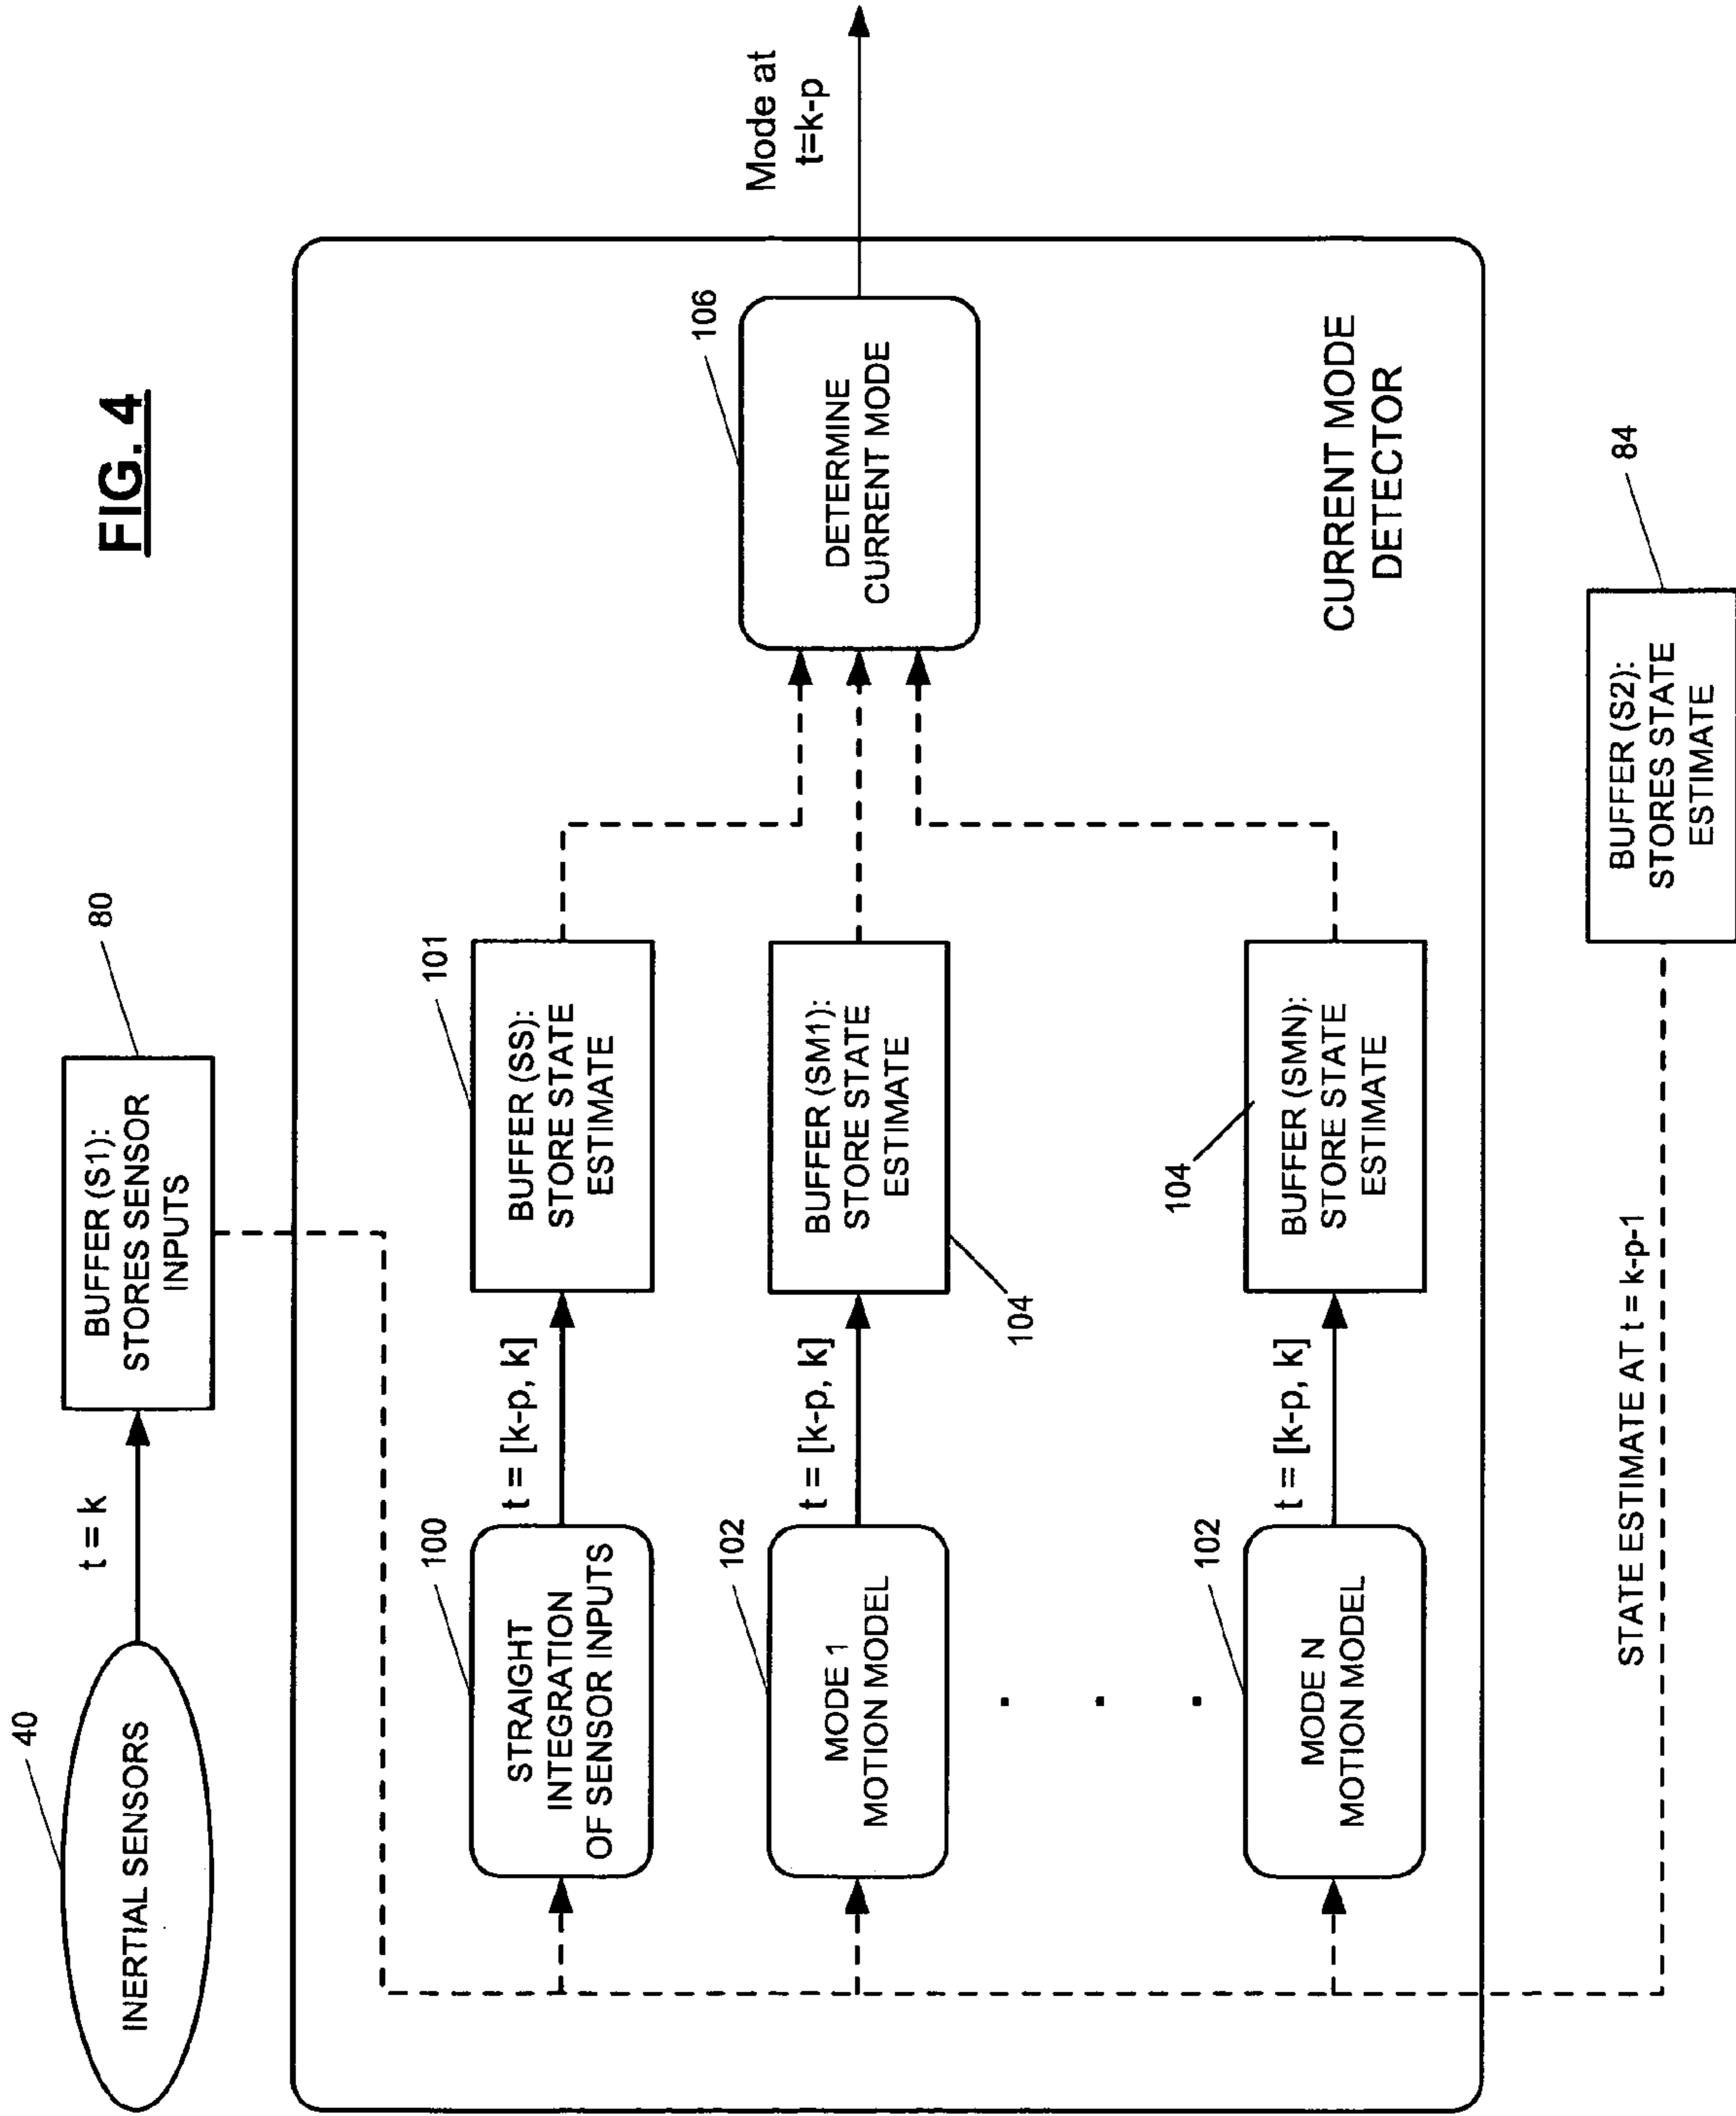 FIG. 4
40
INERTIAL SENSORS
t = k
80
BUFFER (S1):
STORES SENSOR
INPUTS
100
STRAIGHT
INTEGRATION
OF SENSOR INPUTS
t = [k-p, k]
101
BUFFER (SS):
STORE STATE
ESTIMATE
102
MODE 1
MOTION MODEL
t = [k-p, k]
BUFFER (SM1):
STORE STATE
ESTIMATE
104
. . .
102
MODE N
MOTION MODEL
t = [k-p, k]
104
BUFFER (SMN):
STORE STATE
ESTIMATE
106
DETERMINE
CURRENT MODE
Mode at
t=k-p
CURRENT MODE
DETECTOR
STATE ESTIMATE AT t = k-p-1
84
BUFFER (S2):
STORES STATE
ESTIMATE